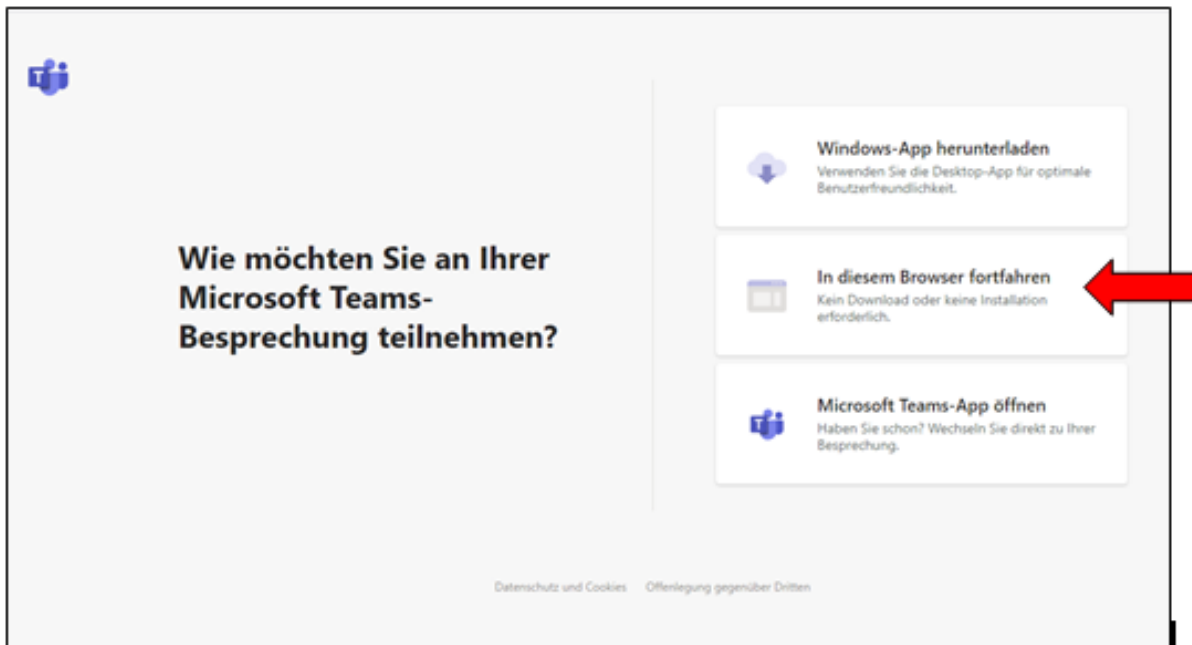 Wie möchten Sie an Ihrer
Microsoft Teams-
Besprechung teilnehmen?
Windows-App herunterladen
Verwenden Sie die Desktop-App für optimale
Benutzerfreundlichkeit.
In diesem Browser fortfahren
Kein Download oder keine Installation
erforderlich.
Microsoft Teams-App öffnen
Haben Sie schon? Wechseln Sie direkt zu Ihrer
Besprechung.
Datenschutz und Cookies Offenlegung gegenüber Dritten